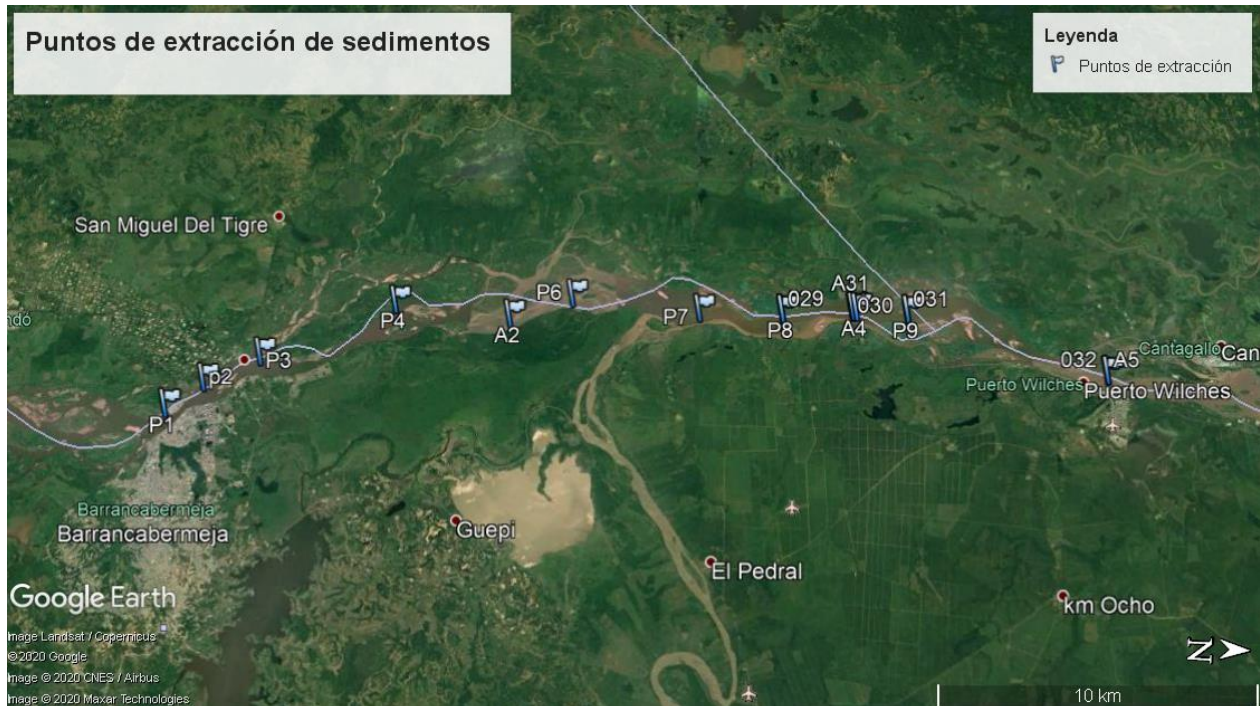 Puntos de extracción de sedimentos
Leyenda
Puntos de extracción
San Miguel Del Tigre
ndó
P1
p2
P3
P4
A2
P6
P7
029
P8
A31
030
A4
031
P9
032
A5
Cantagallo
Can
Puerto Wilches
Puerto Wilches
Barrancabermeja
Barrancabermeja
Guepi
El Pedral
km Ocho
Google Earth
Image Landsat / Copernicus
©2020 Google
Image © 2020 CNES / Airbus
Image © 2020 Maxar Technologies
N
10 km